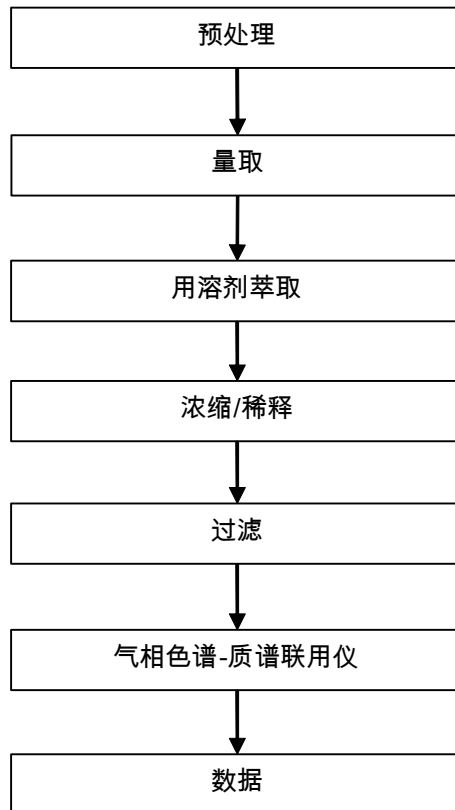 预处理
量取
用溶剂萃取
浓缩/稀释
过滤
气相色谱-质谱联用仪
数据